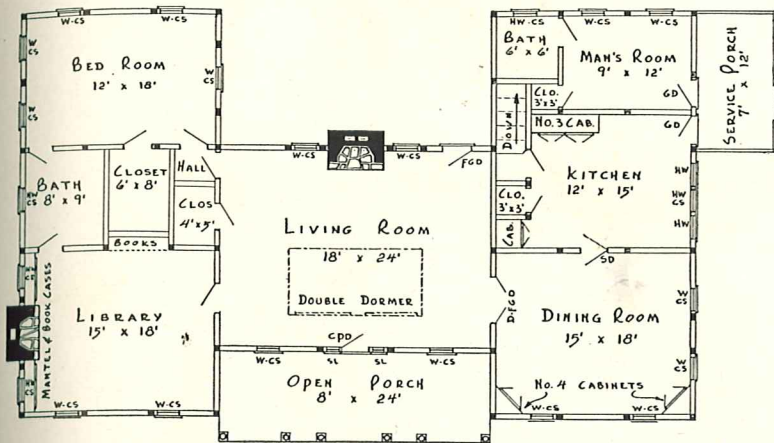 W-CS
W-CS
HW-CS
W-CS
W-CS
W
CS
BED ROOM
12' x 18'
W
CS
BATH
6' x 6'
MAN'S ROOM
9' x 12'
SERVICE PORCH
7' x 12'
CLO.
3'x3'
GD
DOWN
NO. 3 CAB.
GD
W-CS
W-CS
FGD
HALL
CLOSET
6' x 8'
BATH
8' x 9'
CLOS
4' x 5'
KITCHEN
12' x 15'
HW
HW
CS
HW
CLO.
3'x3'
CAB.
BOOKS
LIVING ROOM
18' x 24'
DOUBLE DORMER
SD
D-FGD
LIBRARY
15' x 18'
MANTEL & BOOK CASES
DINING ROOM
15' x 18'
W
CS
W
CS
CPD
W-CS
SL
SL
W-CS
OPEN PORCH
8' x 24'
NO. 4 CABINETS
W-CS
W-CS
W-CS
W-CS